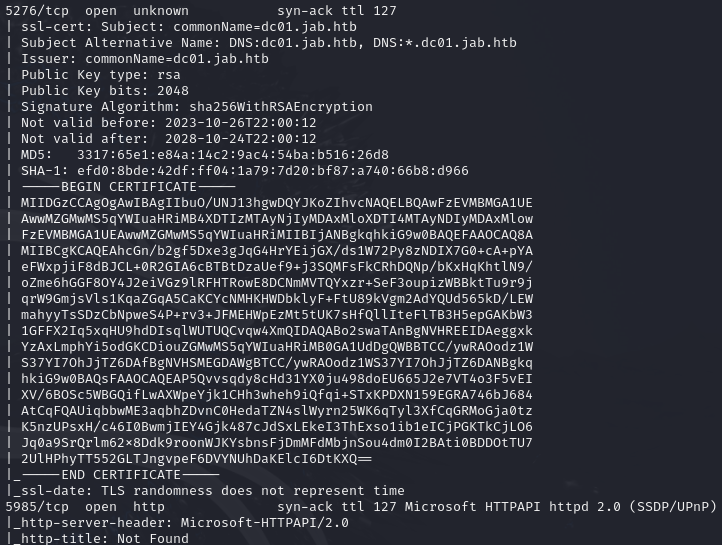 5276/tcp  open  unknown           syn-ack ttl 127
| ssl-cert: Subject: commonName=dc01.jab.htb
| Subject Alternative Name: DNS:dc01.jab.htb, DNS:*.dc01.jab.htb
| Issuer: commonName=dc01.jab.htb
| Public Key type: rsa
| Public Key bits: 2048
| Signature Algorithm: sha256WithRSAEncryption
| Not valid before: 2023-10-26T22:00:12
| Not valid after:  2028-10-24T22:00:12
| MD5:   3317:65e1:e84a:14c2:9ac4:54ba:b516:26d8
| SHA-1: efd0:8bde:42df:ff04:1a79:7d20:bf87:a740:66b8:d966
| -----BEGIN CERTIFICATE-----
| MIIDGzCCAgOgAwIBAgIIbuO/UNJ13hgwDQYJKoZIhvcNAQELBQAwFzEVMBMGA1UE
| AwwMZGMwMS5qYWIuaHRiMB4XDTIzMTAyNjIyMDAxMloXDTI4MTAyNDIyMDAxMlow
| FzEVMBMGA1UEAwwMZGMwMS5qYWIuaHRiMIIBIjANBgkqhkiG9w0BAQEFAAOCAQ8A
| MIIBCgKCAQEAhcGn/b2gf5Dxe3gJqG4HrYEijGX/ds1W72Py8zNDIX7G0+cA+pYA
| eFWxpjiF8dBJCL+0R2GIA6cBTBtDzaUef9+j3SQMFsFkCRhDQNp/bKxHqKhtlN9/
| oZme6hGGF8OY4J2eiVGz9lRFHTRowE8DCNmMVTQYxzr+SeF3oupizWBBktTu9r9j
| qrW9GmjsVls1KqaZGqA5CaKCYcNMHKHWDbklyF+FtU89kVgm2AdYQUd565kD/LEW
| mahyyTsSDzCbNpweS4P+rv3+JFMEHWpEzMt5tUK7sHfQllIteFlTB3H5epGAKbW3
| 1GFFX2Iq5xqHU9hdDIsqlWUTUQCvqw4XmQIDAQABo2swaTAnBgNVHREEIDAeggxk
| YzAxLmphYi5odGKCDiouZGMwMS5qYWIuaHRiMB0GA1UdDgQWBBTCC/ywRAOodz1W
| S37YI7OhJjTZ6DAfBgNVHSMEGDAWgBTCC/ywRAOodz1WS37YI7OhJjTZ6DANBgkq
| hkiG9w0BAQsFAAOCAQEAP5Qvvsqdy8cHd31YX0ju498doEU665J2e7VT4o3F5vEI
| XV/6BOSc5WBGQifLwAXWpeYjk1CHh3wheh9iQfqi+STxKPDXN159EGRA746bJ684
| AtCqFQAUiqbbwME3aqbhZDvnC0HedaTZN4slWyrn25WK6qTyl3XfCqGRMoGja0tz
| K5nzUPsxH/c46I0BwmjIEY4Gjk487cJdSxLEkeI3ThExso1ib1eICjPGKTkCjLO6
| Jq0a9SrQrlm62×8Ddk9roonWJKYsbnsFjDmMFdMbjnSou4dm0I2BAti0BDDOtTU7
| 2UlHPhyTT552GLTJngvpeF6DVYNUhDaKElcI6DtKXQ==
|_-----END CERTIFICATE-----
|_ssl-date: TLS randomness does not represent time
5985/tcp  open  http              syn-ack ttl 127 Microsoft HTTPAPI httpd 2.0 (SSDP/UPnP)
|_http-server-header: Microsoft-HTTPAPI/2.0
|_http-title: Not Found